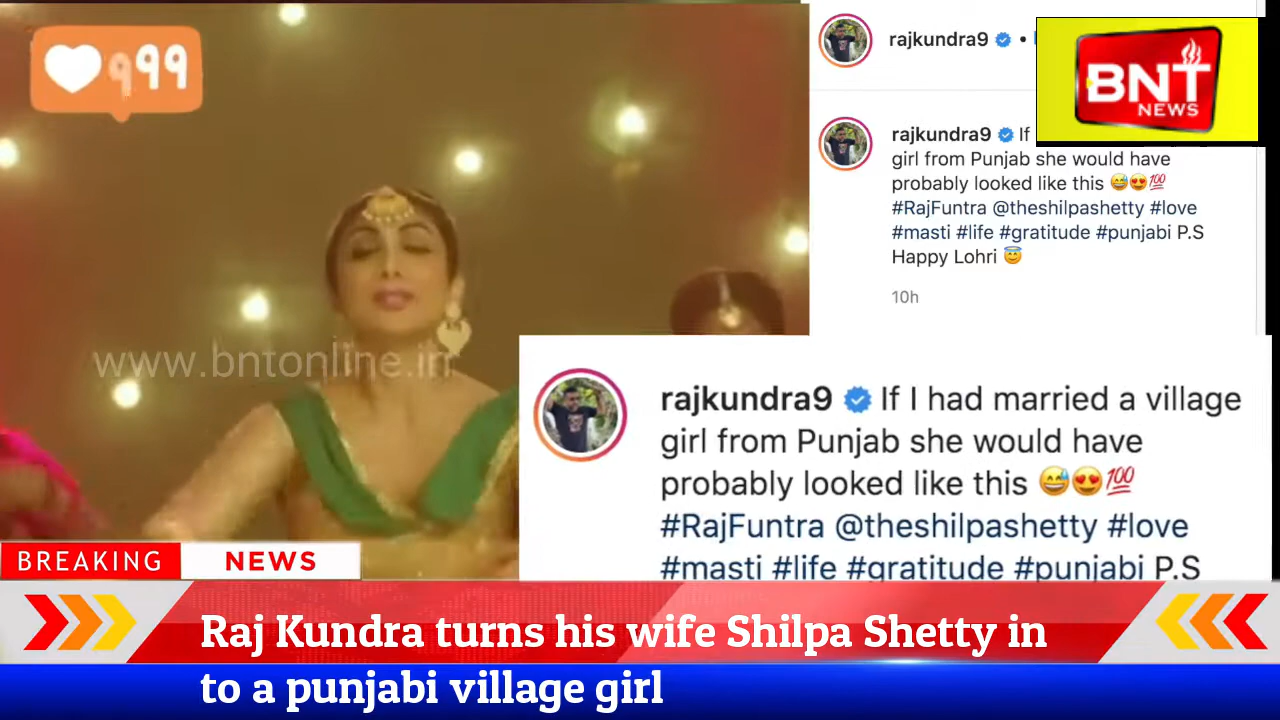 999
rajkundra9 •
BNT
NEWS
rajkundra9 If
girl from Punjab she would have
probably looked like this 😅😍💯
#RajFuntra @theshilpashetty #love
#masti #life #gratitude #punjabi P.S
Happy Lohri 😇
10h
www.bntonline.in
rajkundra9 If I had married a village
girl from Punjab she would have
probably looked like this 😅😍💯
#RajFuntra @theshilpashetty #love
#masti #life #gratitude #punjabi P.S
BREAKING NEWS
Raj Kundra turns his wife Shilpa Shetty in
to a punjabi village girl